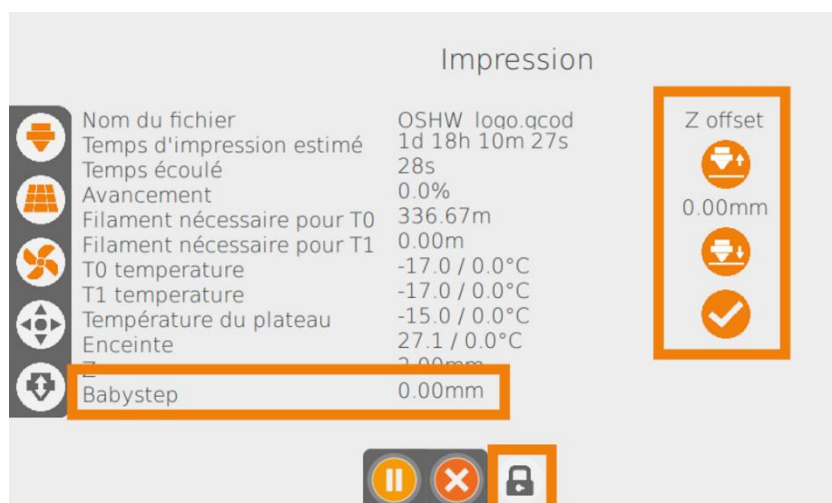 Impression
Nom du fichier OSHW_logo.gcod
Temps d'impression estimé 1d 18h 10m 27s
Temps écoulé 28s
Avancement 0.0%
Filament nécessaire pour T0 336.67m
Filament nécessaire pour T1 0.00m
T0 temperature -17.0 / 0.0°C
T1 temperature -17.0 / 0.0°C
Température du plateau -15.0 / 0.0°C
Enceinte 27.1 / 0.0°C
Z 2.00mm
Babystep 0.00mm
Z offset
0.00mm